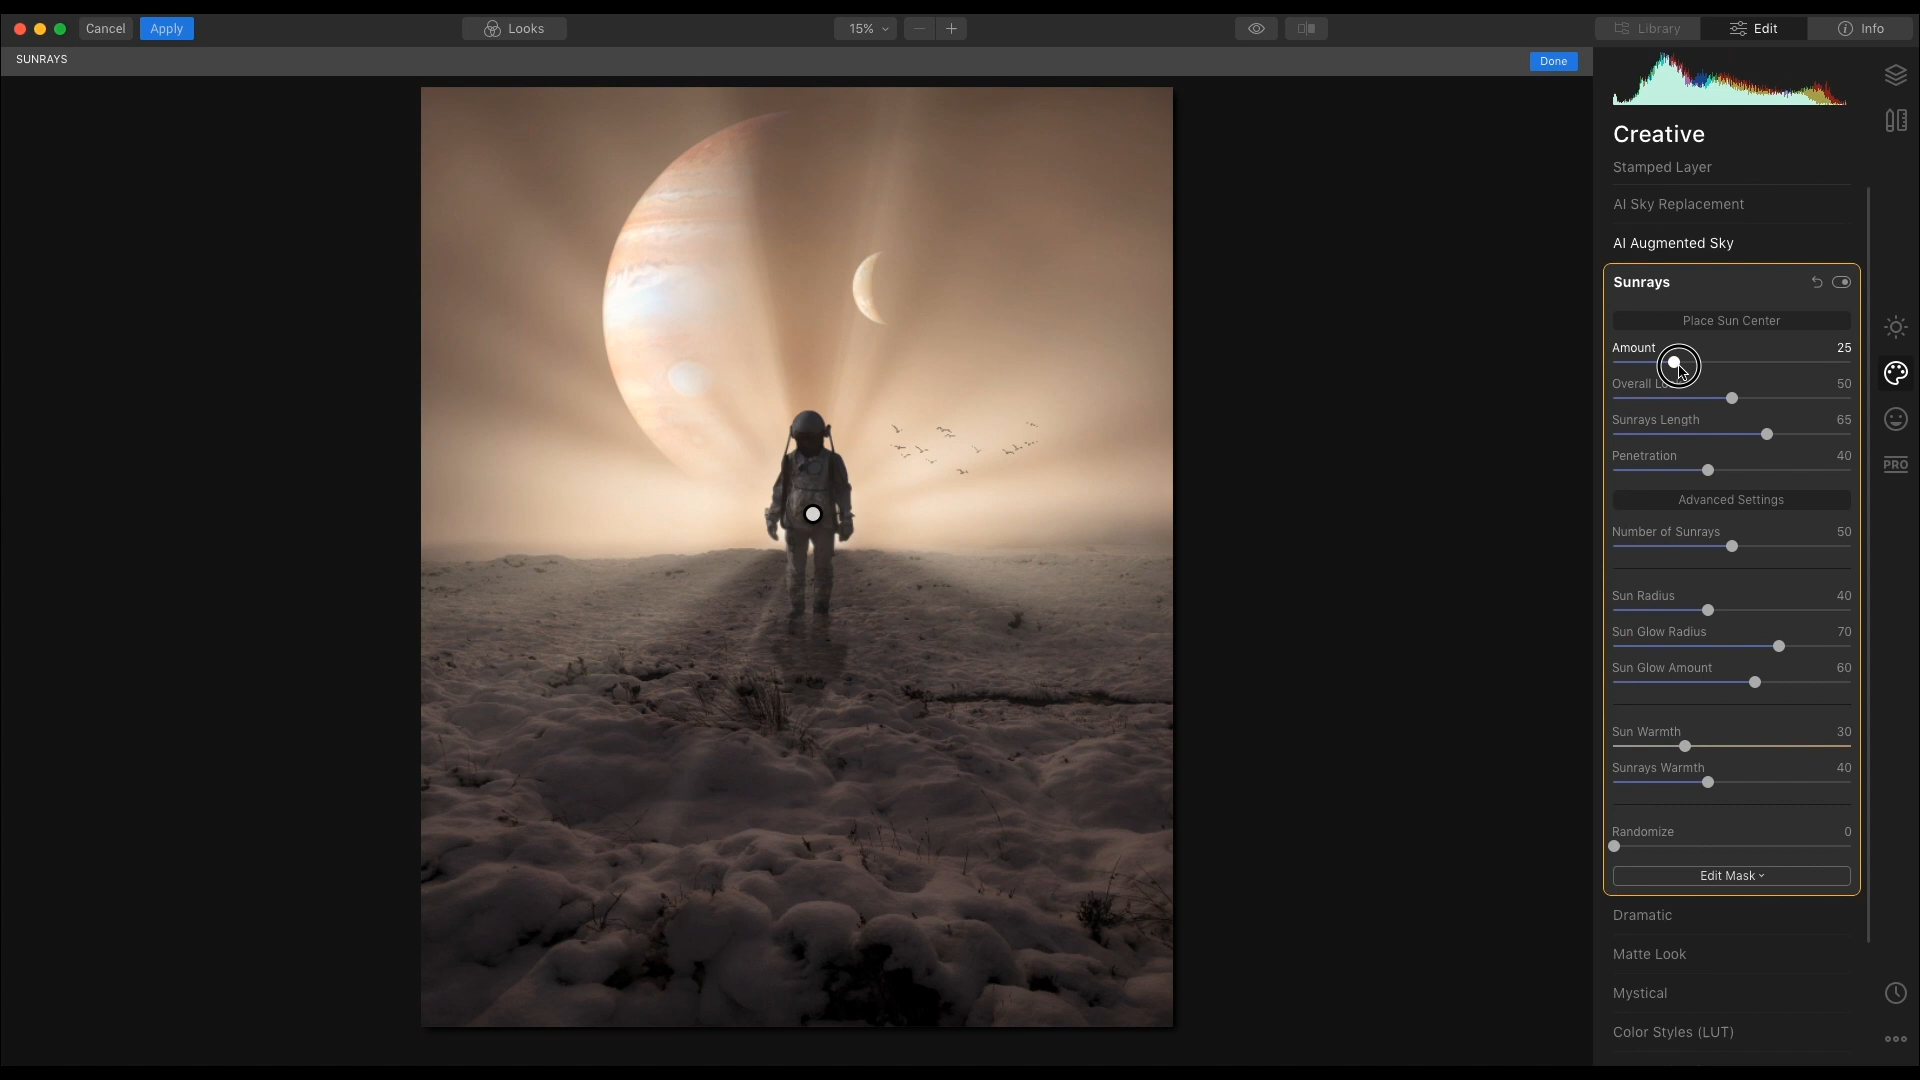 Cancel
Apply
Looks
15%
Library
Edit
Info
SUNRAYS
Done
Creative
Stamped Layer
AI Sky Replacement
AI Augmented Sky
Sunrays
Place Sun Center
Amount 25
Overall 50
Sunrays Length 65
Penetration 40
Advanced Settings
Number of Sunrays 50
Sun Radius 40
Sun Glow Radius 70
Sun Glow Amount 60
Sun Warmth 30
Sunrays Warmth 40
Randomize 0
Edit Mask
Dramatic
Matte Look
Mystical
Color Styles (LUT)
PRO